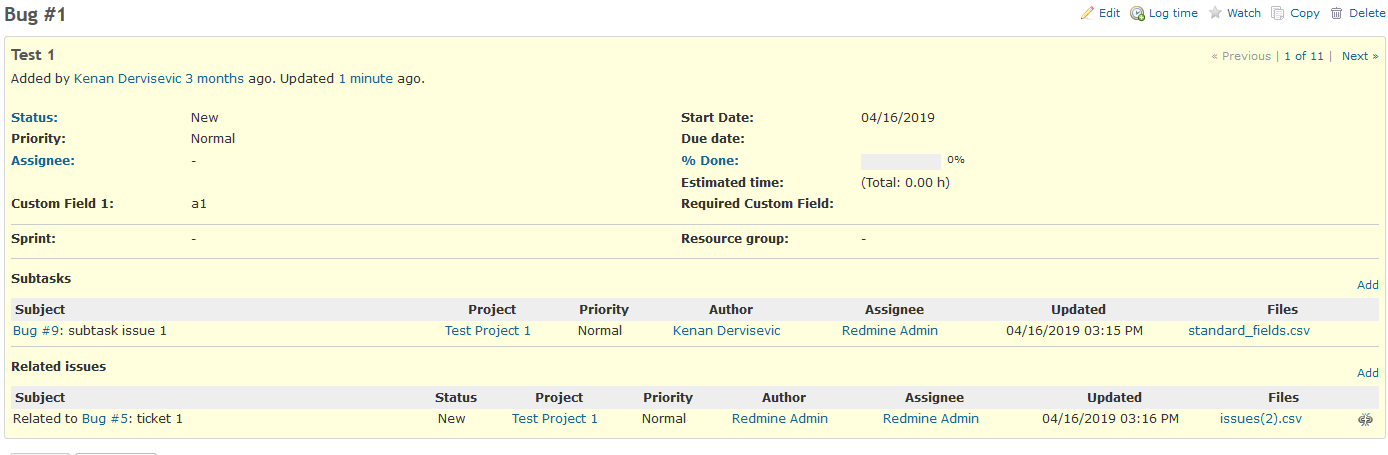 Bug #1 Edit Log time Watch Copy Delete
Test 1 « Previous | 1 of 11 | Next »
Added by Kenan Dervisevic 3 months ago. Updated 1 minute ago.
Status: New Start Date: 04/16/2019
Priority: Normal Due date:
Assignee: - % Done: 0%
Estimated time: (Total: 0.00 h)
Custom Field 1: a1 Required Custom Field:
Sprint: - Resource group: -
Subtasks
Add
Subject Project Priority Author Assignee Updated Files
Bug #9: subtask issue 1 Test Project 1 Normal Kenan Dervisevic Redmine Admin 04/16/2019 03:15 PM standard_fields.csv
Related issues
Add
Subject Status Project Priority Author Assignee Updated Files
Related to Bug #5: ticket 1 New Test Project 1 Normal Redmine Admin Redmine Admin 04/16/2019 03:16 PM issues(2).csv